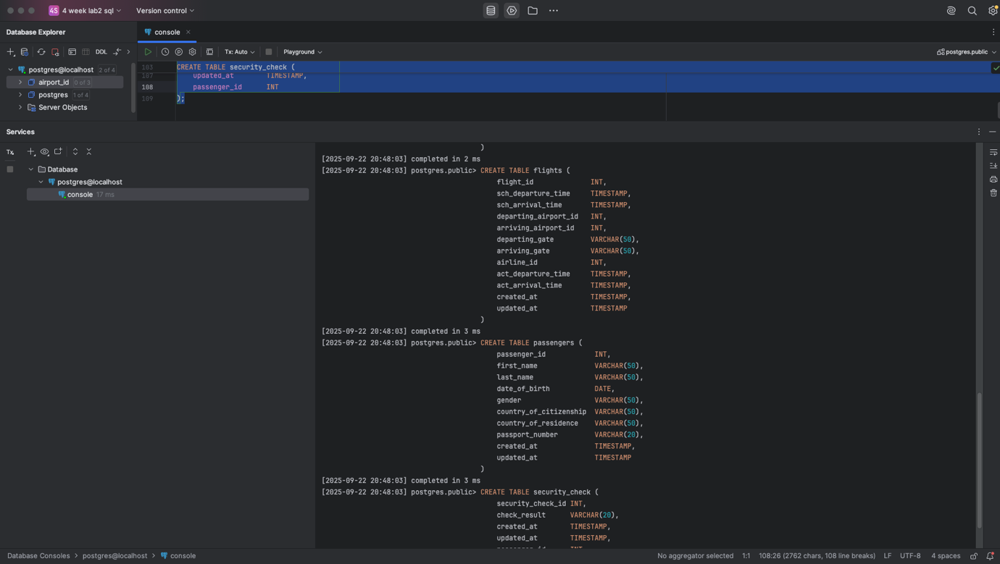 4S 4 week lab2 sql Version control
Database Explorer
console
DDL
Tx: Auto
Playground
postgres.public
postgres@localhost 2 of 4
airport_id 0 of 3
postgres 1 of 4
Server Objects
103 CREATE TABLE security_check (
107 updated_at TIMESTAMP,
108 passenger_id INT
109 );
Services
Tx
Database
postgres@localhost
console 17 ms
)
[2025-09-22 20:48:03] completed in 2 ms
[2025-09-22 20:48:03] postgres.public> CREATE TABLE flights (
flight_id INT,
sch_departure_time TIMESTAMP,
sch_arrival_time TIMESTAMP,
departing_airport_id INT,
arriving_airport_id INT,
departing_gate VARCHAR(50),
arriving_gate VARCHAR(50),
airline_id INT,
act_departure_time TIMESTAMP,
act_arrival_time TIMESTAMP,
created_at TIMESTAMP,
updated_at TIMESTAMP
)
[2025-09-22 20:48:03] completed in 3 ms
[2025-09-22 20:48:03] postgres.public> CREATE TABLE passengers (
passenger_id INT,
first_name VARCHAR(50),
last_name VARCHAR(50),
date_of_birth DATE,
gender VARCHAR(50),
country_of_citizenship VARCHAR(50),
country_of_residence VARCHAR(50),
passport_number VARCHAR(20),
created_at TIMESTAMP,
updated_at TIMESTAMP
)
[2025-09-22 20:48:03] completed in 3 ms
[2025-09-22 20:48:03] postgres.public> CREATE TABLE security_check (
security_check_id INT,
check_result VARCHAR(20),
created_at TIMESTAMP,
updated_at TIMESTAMP,
passenger_id INT
Database Consoles > postgres@localhost > console
No aggregator selected 1:1 108:26 (2762 chars, 108 line breaks) LF UTF-8 4 spaces